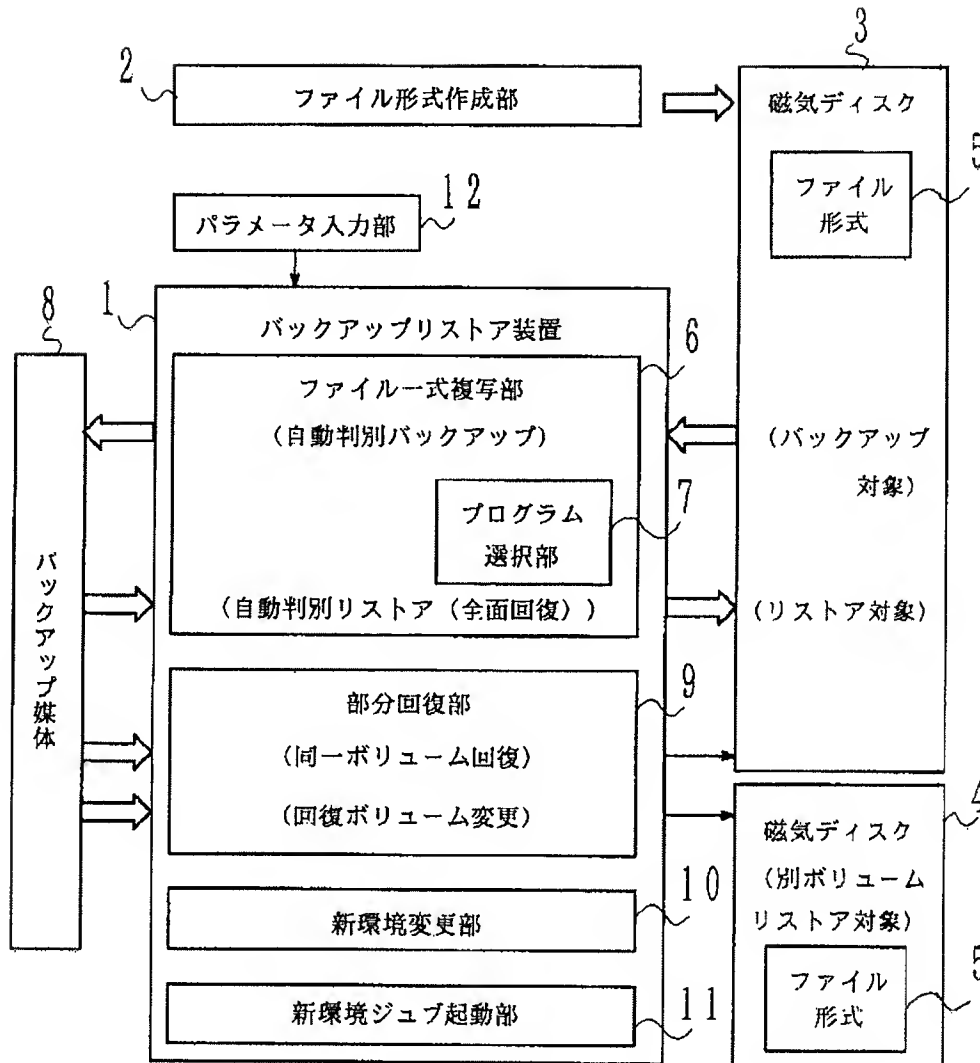 3
2
ファイル形式作成部
磁気ディスク
5
ファイル
形式
12
パラメータ入力部
8
1
バックアップリストア装置
6
ファイル一式複写部
(自動判別バックアップ)
(バックアップ
対象)
7
プログラム
選択部
バックアップ媒体
(自動判別リストア(全面回復))
(リストア対象)
9
部分回復部
(同一ボリューム回復)
(回復ボリューム変更)
4
磁気ディスク
(別ボリューム
リストア対象)
10
新環境変更部
5
ファイル
形式
11
新環境ジュブ起動部